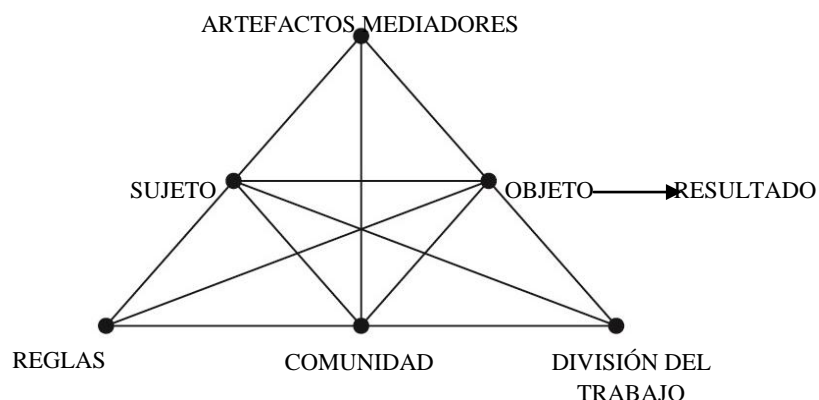 ARTEFACTOS MEDIADORES
SUJETO
OBJETO
RESULTADO
REGLAS
COMUNIDAD
DIVISIÓN DEL
TRABAJO